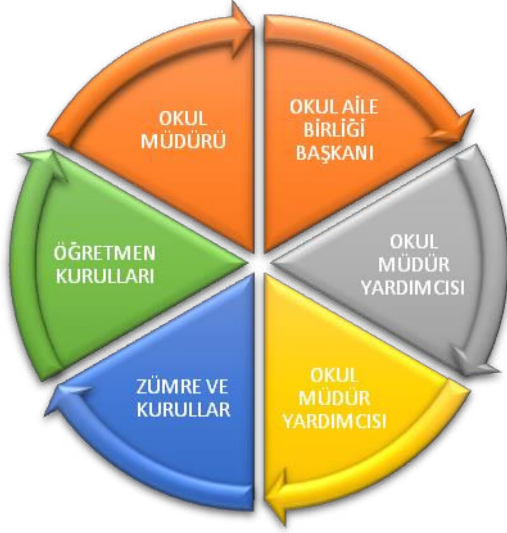 OKUL
MÜDÜRÜ
OKUL AİLE
BİRLİĞİ
BAŞKANI
OKUL
MÜDÜR
YARDIMCISI
OKUL
MÜDÜR
YARDIMCISI
ZÜMRE VE
KURULLAR
ÖĞRETMEN
KURULLARI